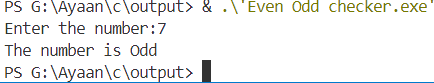 PS G:\Ayaan\c\output> & .\'Even Odd checker.exe'
Enter the number:7
The number is Odd
PS G:\Ayaan\c\output>